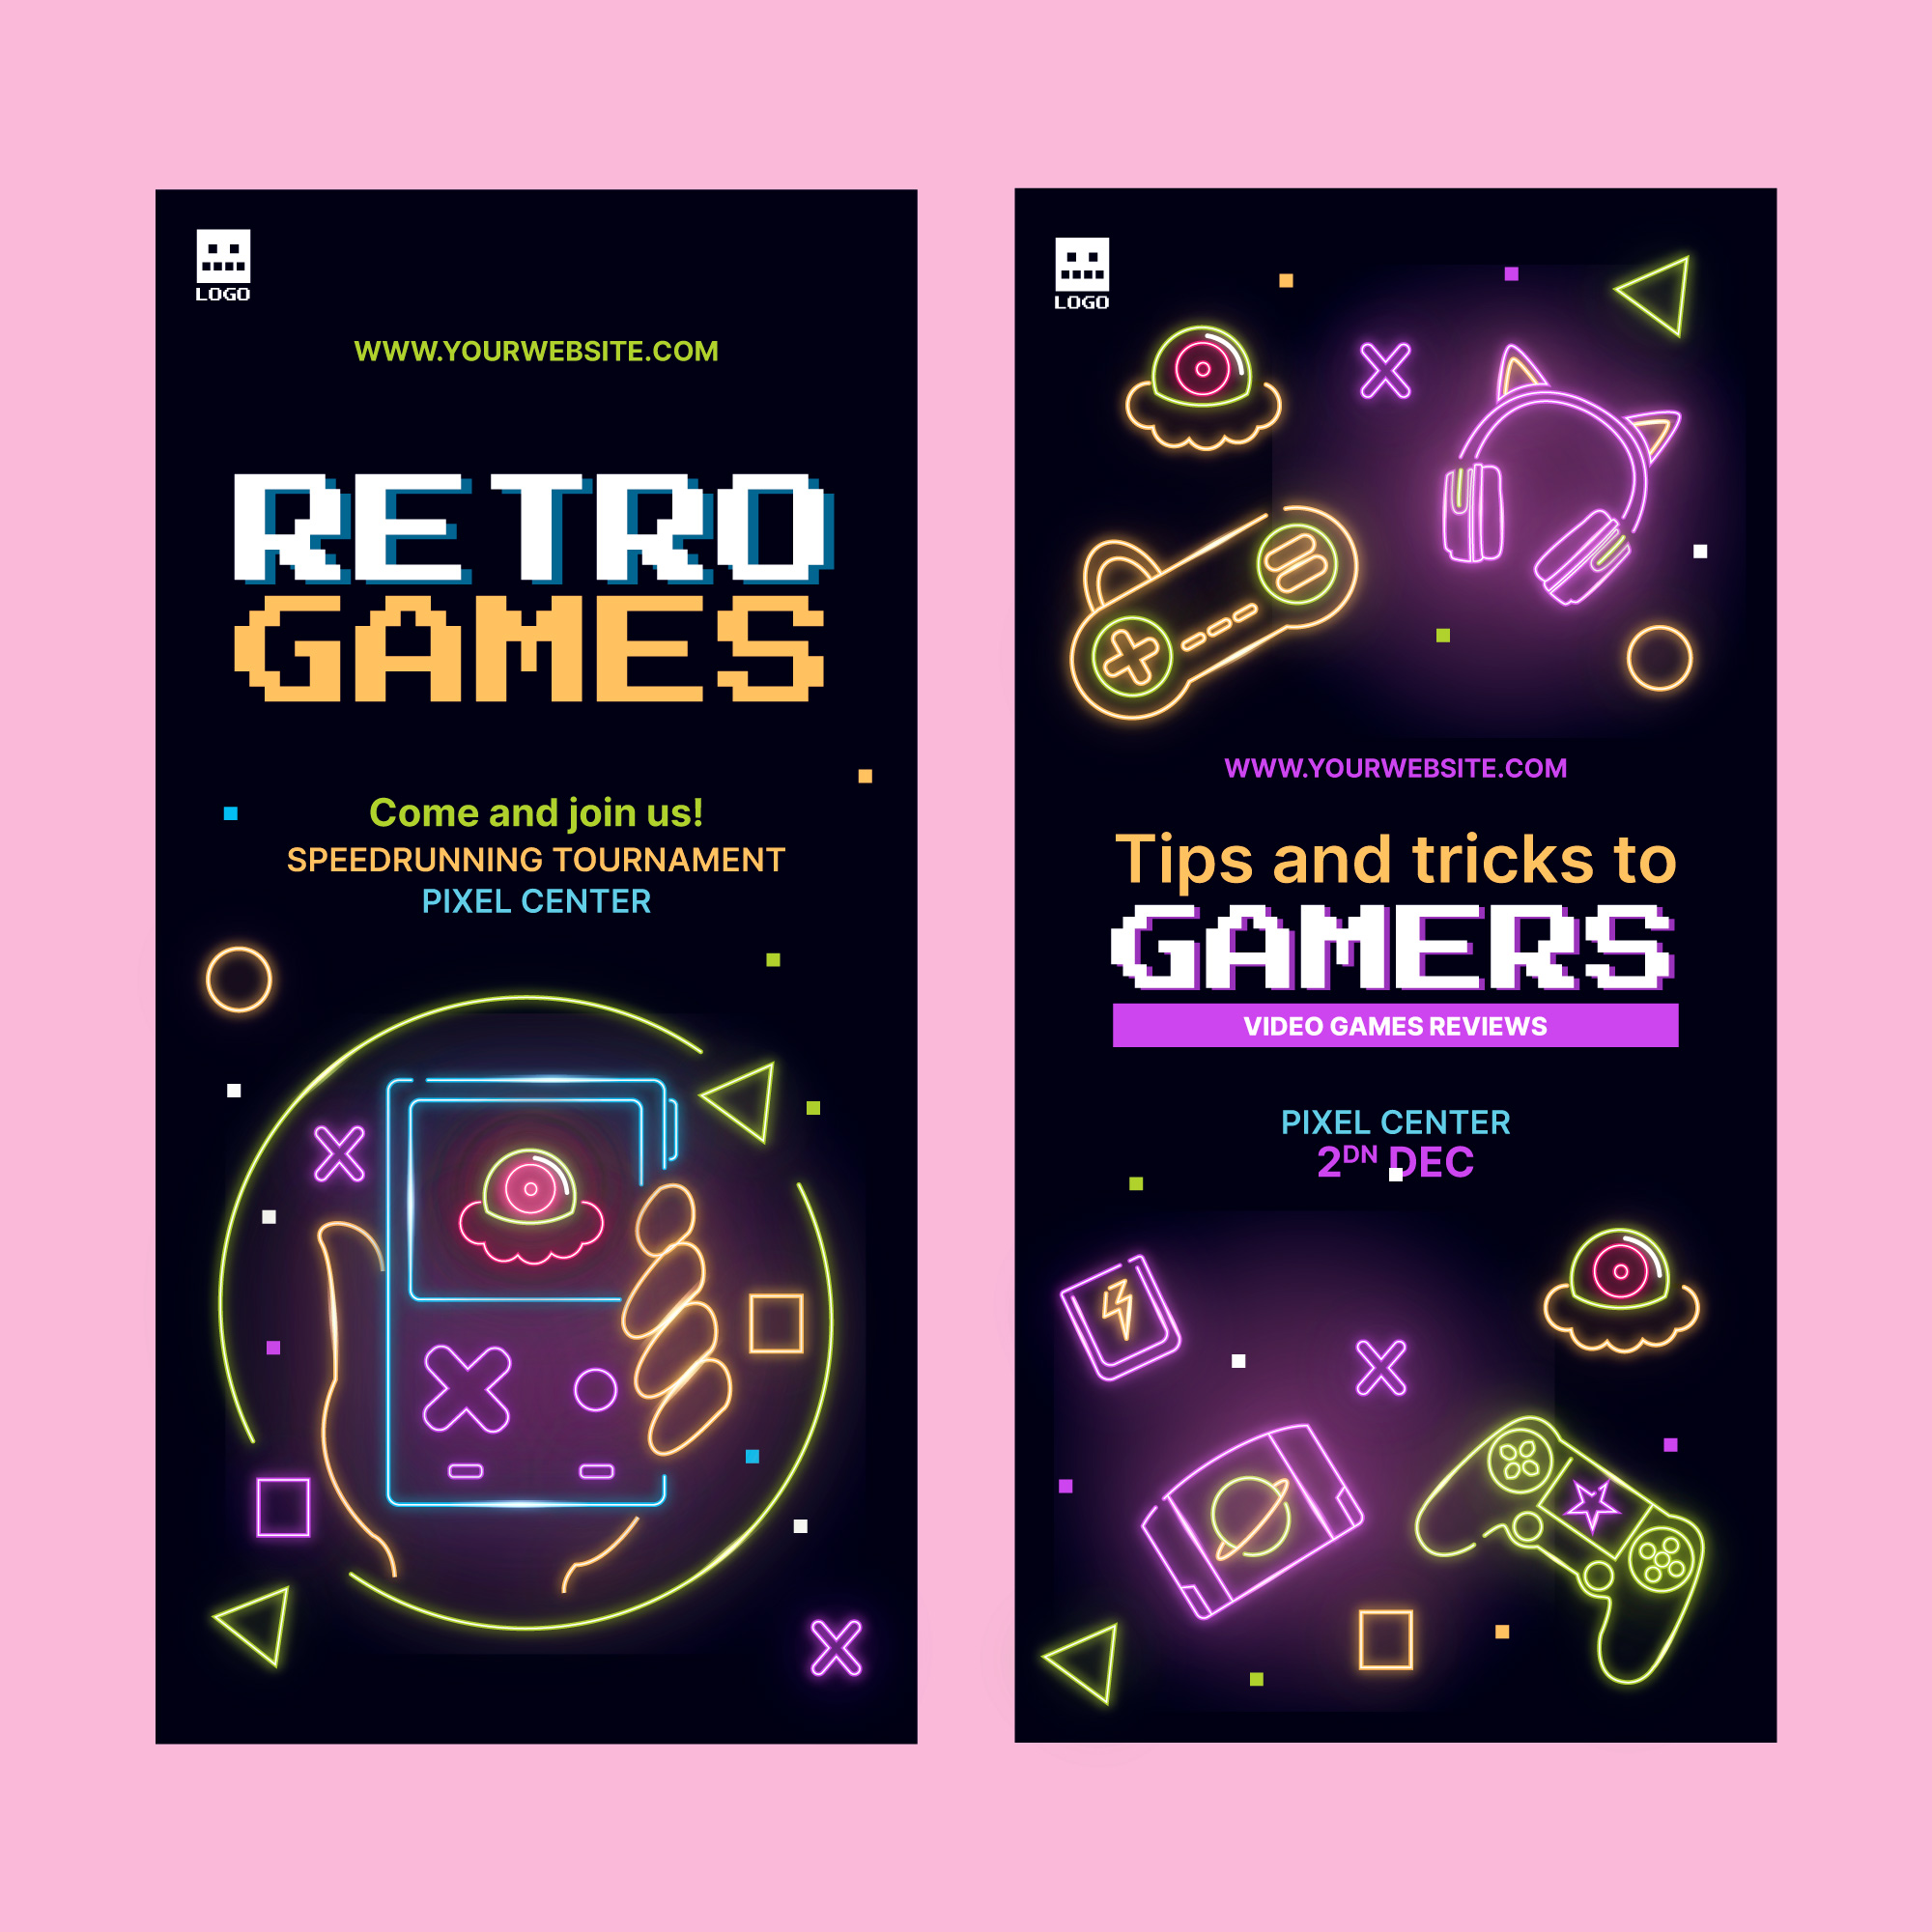 LOGO
WWW.YOURWEBSITE.COM
RETRO
GAMES
Come and join us!
SPEEDRUNNING TOURNAMENT
PIXEL CENTER
LOGO
WWW.YOURWEBSITE.COM
Tips and tricks to
GAMERS
VIDEO GAMES REVIEWS
PIXEL CENTER
2DN DEC